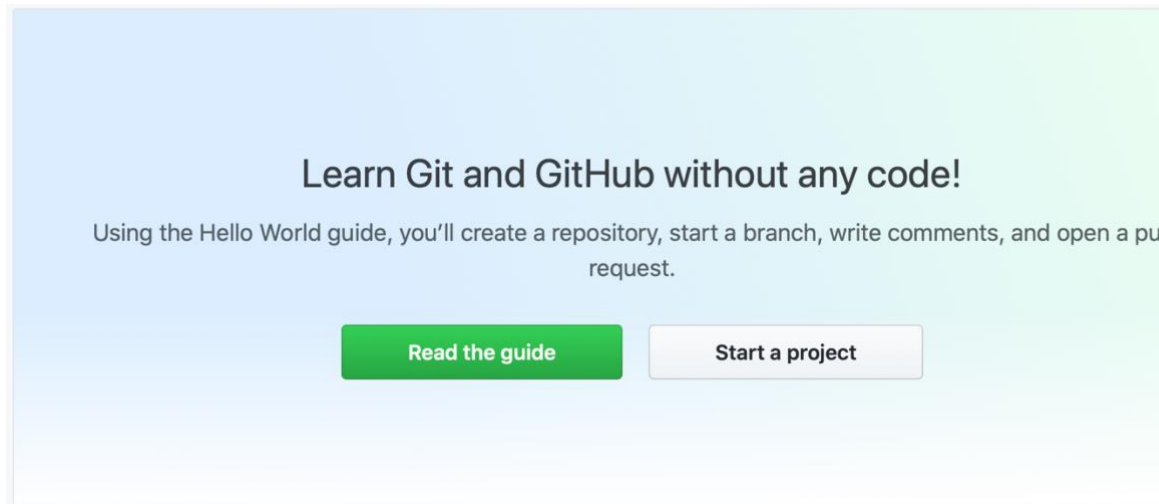 Learn Git and GitHub without any code!
Using the Hello World guide, you’ll create a repository, start a branch, write comments, and open a pu
request.
Read the guide
Start a project